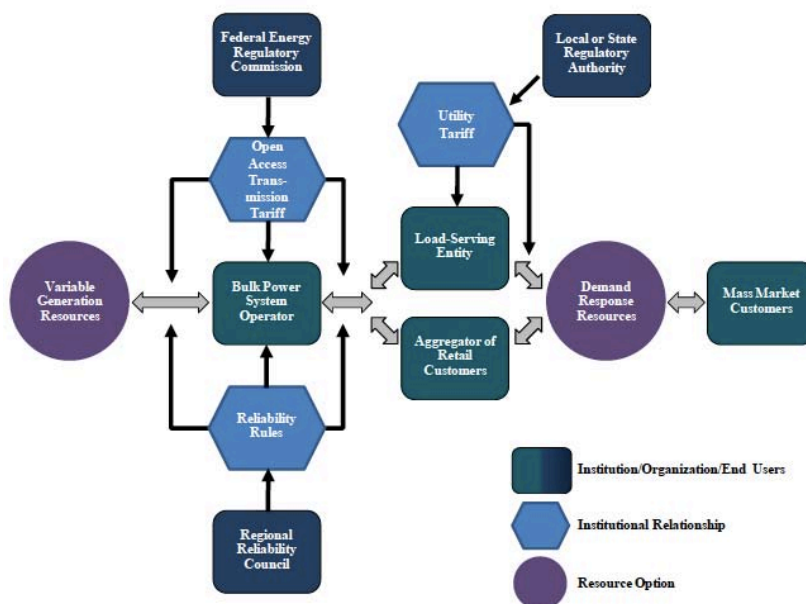 Federal Energy
Regulatory
Commission
Local or State
Regulatory
Authority
Utility
Tariff
Open
Access
Trans-
mission
Tariff
Load-Serving
Entity
Variable
Generation
Resources
Bulk Power
System
Operator
Demand
Response
Resources
Mass Market
Customers
Aggregator of
Retail
Customers
Reliability
Rules
Institution/Organization/End Users
Institutional Relationship
Regional
Reliability
Council
Resource Option